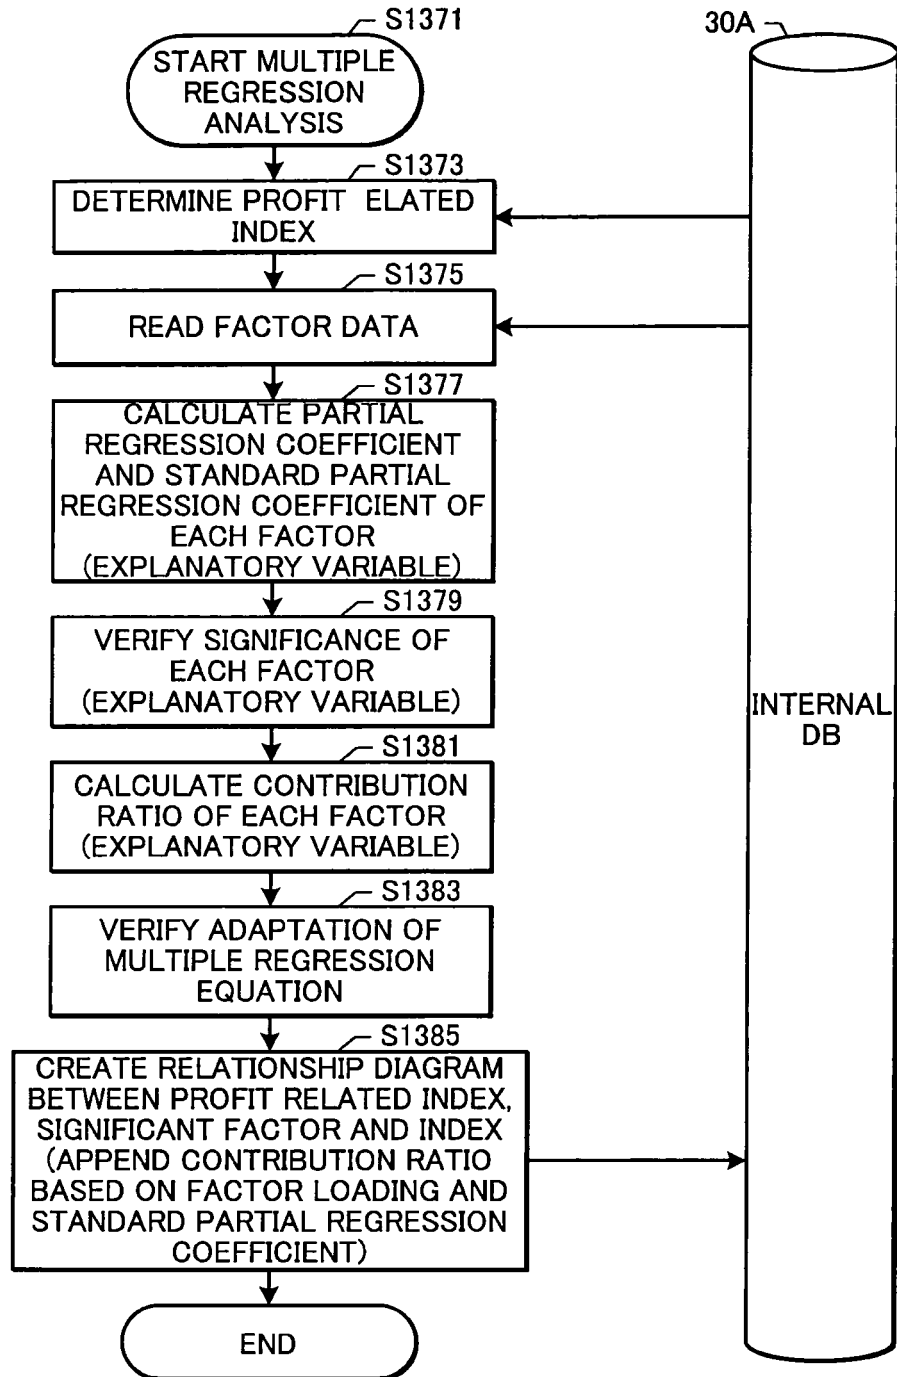 S1371
30A
START MULTIPLE
REGRESSION
ANALYSIS
S1373
DETERMINE PROFIT ELATED
INDEX
S1375
READ FACTOR DATA
S1377
CALCULATE PARTIAL
REGRESSION COEFFICIENT
AND STANDARD PARTIAL
REGRESSION COEFFICIENT OF
EACH FACTOR
(EXPLANATORY VARIABLE)
S1379
VERIFY SIGNIFICANCE OF
EACH FACTOR
(EXPLANATORY VARIABLE)
INTERNAL
DB
S1381
CALCULATE CONTRIBUTION
RATIO OF EACH FACTOR
(EXPLANATORY VARIABLE)
S1383
VERIFY ADAPTATION OF
MULTIPLE REGRESSION
EQUATION
S1385
CREATE RELATIONSHIP DIAGRAM
BETWEEN PROFIT RELATED INDEX,
SIGNIFICANT FACTOR AND INDEX
(APPEND CONTRIBUTION RATIO
BASED ON FACTOR LOADING AND
STANDARD PARTIAL REGRESSION
COEFFICIENT)
END